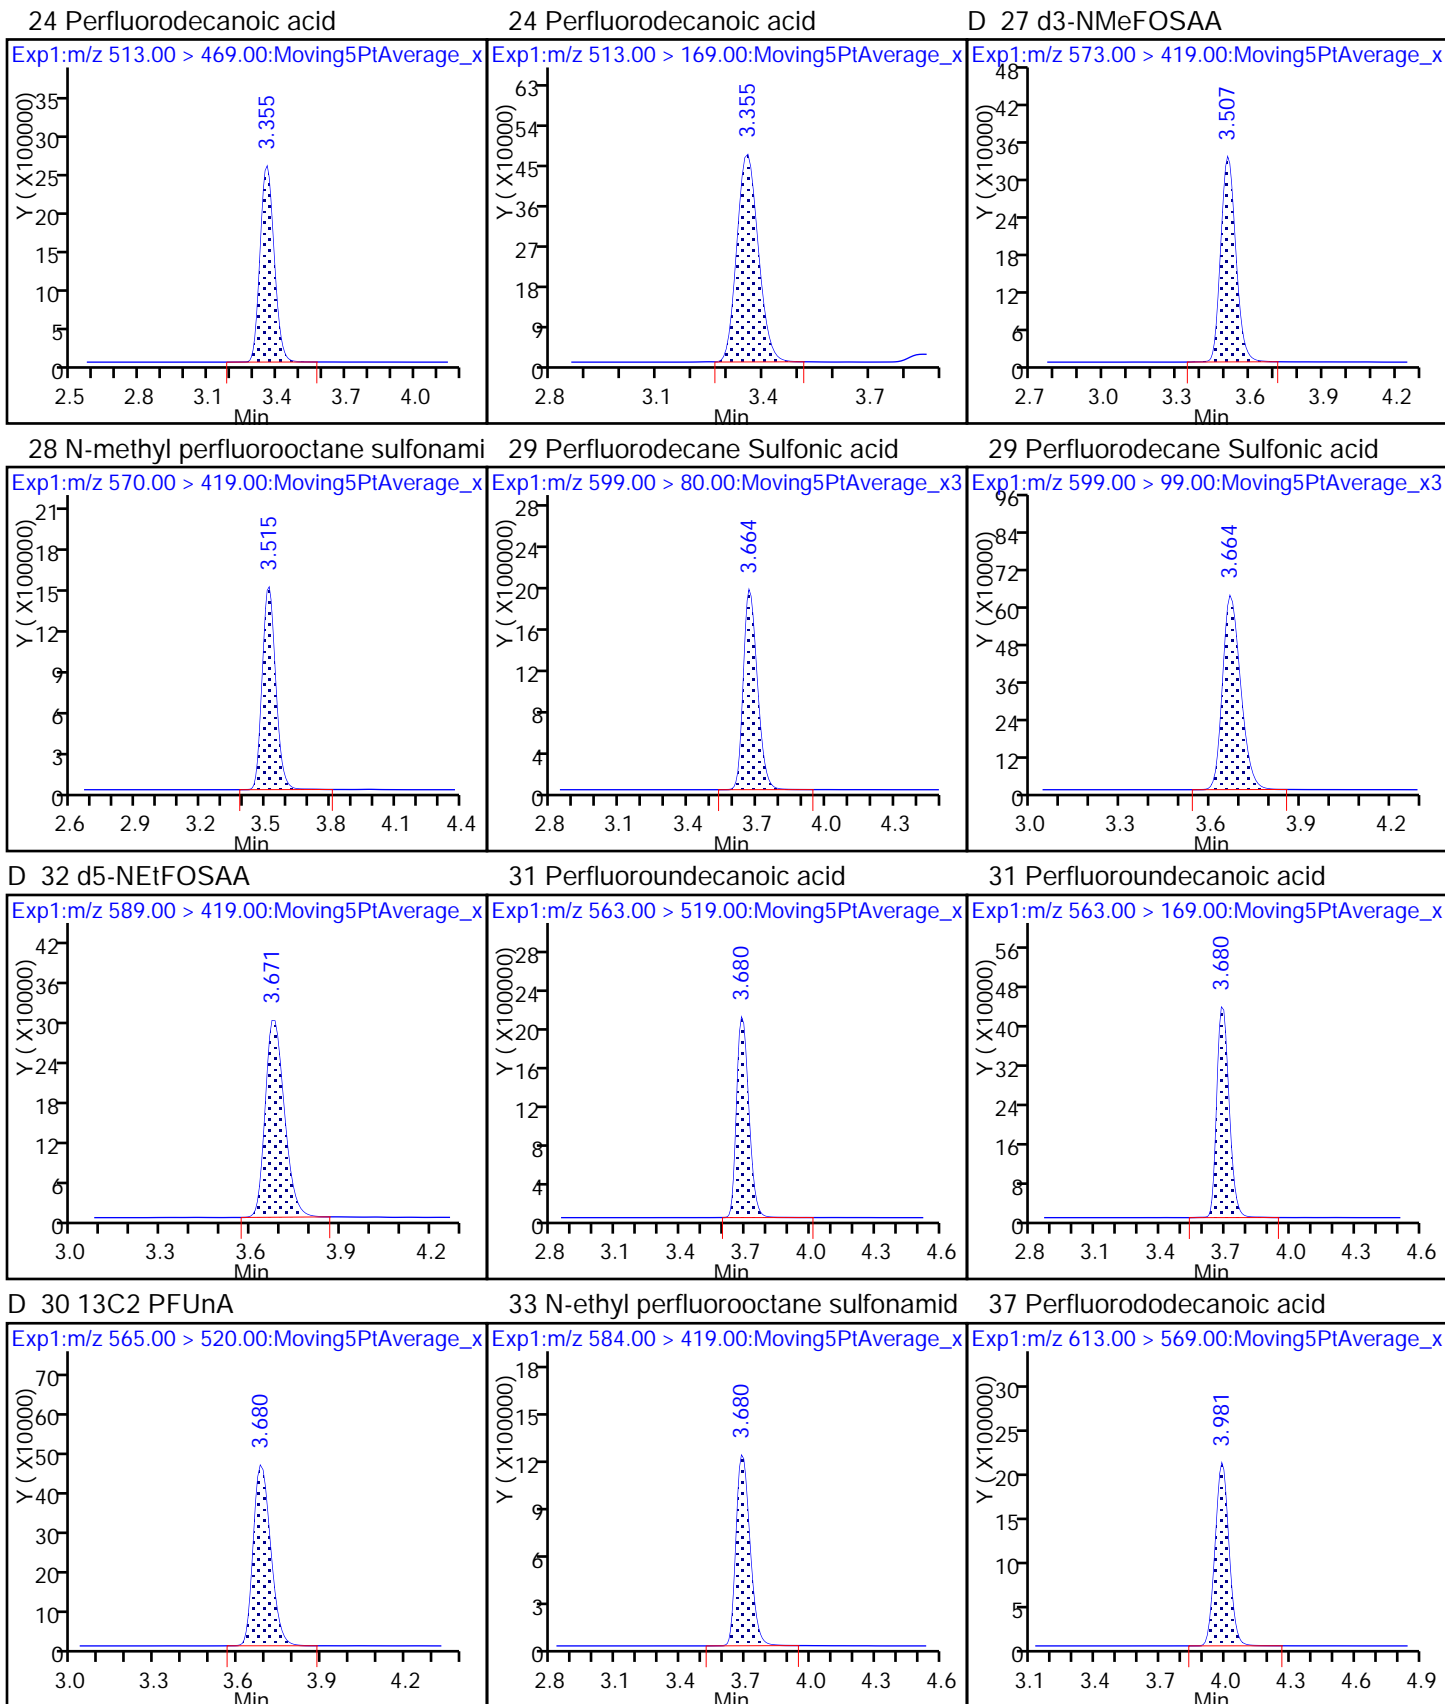 24 Perfluorodecanoic acid
Exp1:m/z 513.00 > 469.00:Moving5PtAverage_x
Y ( X100000)
35
30
25
20
15
10
5
0
3.355
2.5 2.8 3.1 3.4 3.7 4.0
Min
24 Perfluorodecanoic acid
Exp1:m/z 513.00 > 169.00:Moving5PtAverage_x
Y ( X10000)
63
54
45
36
27
18
9
0
3.355
2.8 3.1 3.4 3.7
Min
D 27 d3-NMeFOSAA
Exp1:m/z 573.00 > 419.00:Moving5PtAverage_x
Y ( X10000)
48
42
36
30
24
18
12
6
0
3.507
2.7 3.0 3.3 3.6 3.9 4.2
Min
28 N-methyl perfluorooctane sulfonami
Exp1:m/z 570.00 > 419.00:Moving5PtAverage_x
Y ( X100000)
21
18
15
12
9
6
3
0
3.515
2.6 2.9 3.2 3.5 3.8 4.1 4.4
Min
29 Perfluorodecane Sulfonic acid
Exp1:m/z 599.00 > 80.00:Moving5PtAverage_x3
Y ( X100000)
28
24
20
16
12
8
4
0
3.664
2.8 3.1 3.4 3.7 4.0 4.3
Min
29 Perfluorodecane Sulfonic acid
Exp1:m/z 599.00 > 99.00:Moving5PtAverage_x3
Y ( X10000)
96
84
72
60
48
36
24
12
0
3.664
3.0 3.3 3.6 3.9 4.2
Min
D 32 d5-NEtFOSAA
Exp1:m/z 589.00 > 419.00:Moving5PtAverage_x
Y ( X10000)
42
36
30
24
18
12
6
0
3.671
3.0 3.3 3.6 3.9 4.2
Min
31 Perfluoroundecanoic acid
Exp1:m/z 563.00 > 519.00:Moving5PtAverage_x
Y ( X100000)
28
24
20
16
12
8
4
0
3.680
2.8 3.1 3.4 3.7 4.0 4.3 4.6
Min
31 Perfluoroundecanoic acid
Exp1:m/z 563.00 > 169.00:Moving5PtAverage_x
Y ( X10000)
56
48
40
32
24
16
8
0
3.680
2.8 3.1 3.4 3.7 4.0 4.3 4.6
Min
D 30 13C2 PFUnA
Exp1:m/z 565.00 > 520.00:Moving5PtAverage_x
Y ( X10000)
70
60
50
40
30
20
10
0
3.680
3.0 3.3 3.6 3.9 4.2
Min
33 N-ethyl perfluorooctane sulfonamid
Exp1:m/z 584.00 > 419.00:Moving5PtAverage_x
Y ( X100000)
18
15
12
9
6
3
0
3.680
2.8 3.1 3.4 3.7 4.0 4.3 4.6
Min
37 Perfluorododecanoic acid
Exp1:m/z 613.00 > 569.00:Moving5PtAverage_x
Y ( X100000)
30
25
20
15
10
5
0
3.981
3.1 3.4 3.7 4.0 4.3 4.6 4.9
Min